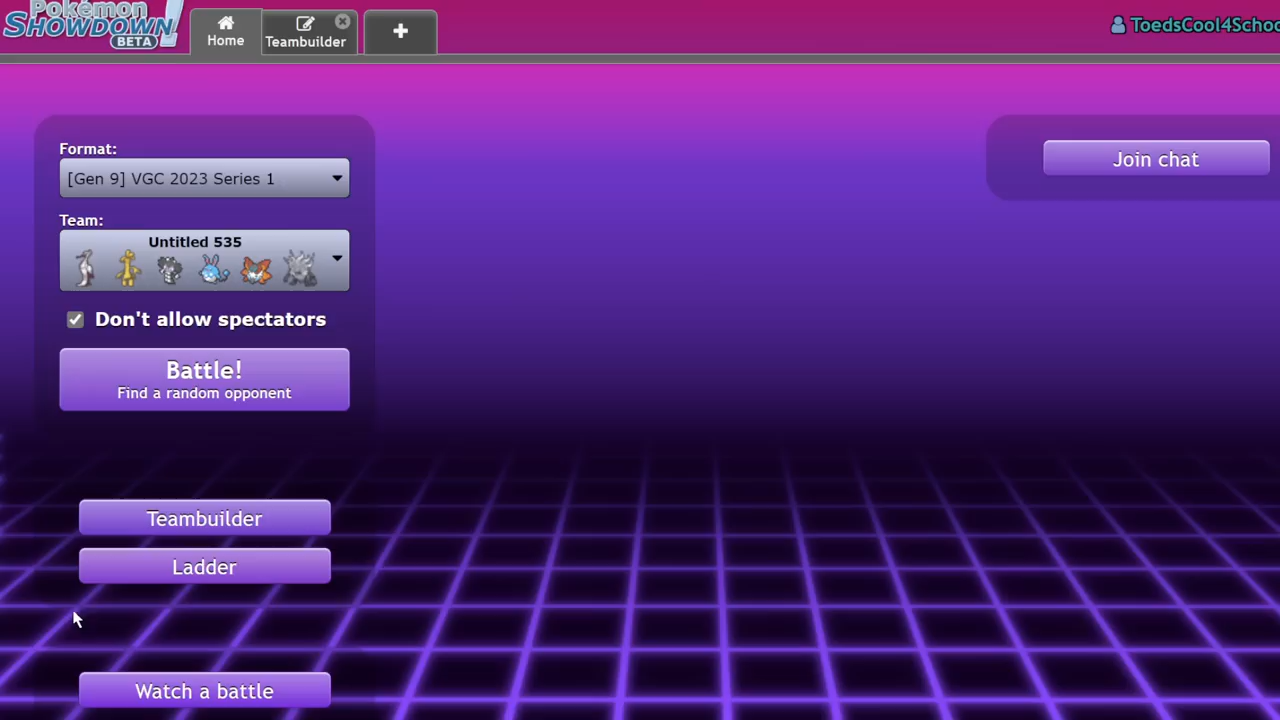 Pokémon
SHOWDOWN!
BETA
Home
Teambuilder
ToedsCool4Schoo
Format:
[Gen 9] VGC 2023 Series 1
Team:
Untitled 535
Don't allow spectators
Battle!
Find a random opponent
Join chat
Teambuilder
Ladder
Watch a battle